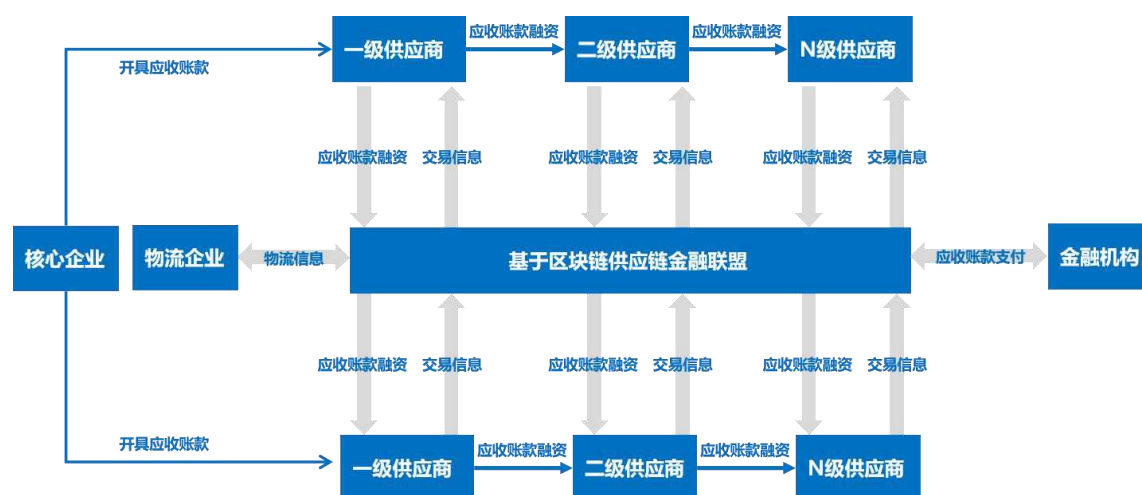 一级供应商
应收账款融资
二级供应商
应收账款融资
N级供应商
开具应收账款
应收账款融资
交易信息
应收账款融资
交易信息
应收账款融资
交易信息
核心企业
物流企业
物流信息
基于区块链供应链金融联盟
应收账款支付
金融机构
应收账款融资
交易信息
应收账款融资
交易信息
应收账款融资
交易信息
开具应收账款
一级供应商
应收账款融资
二级供应商
应收账款融资
N级供应商